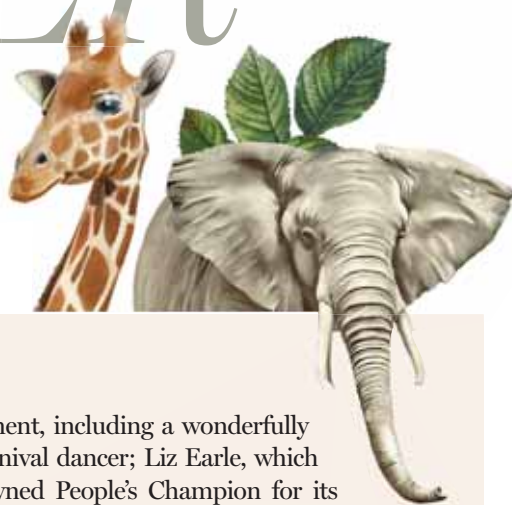 ment, including a wonderfully
nival dancer; Liz Earle, which
wned People's Champion for its